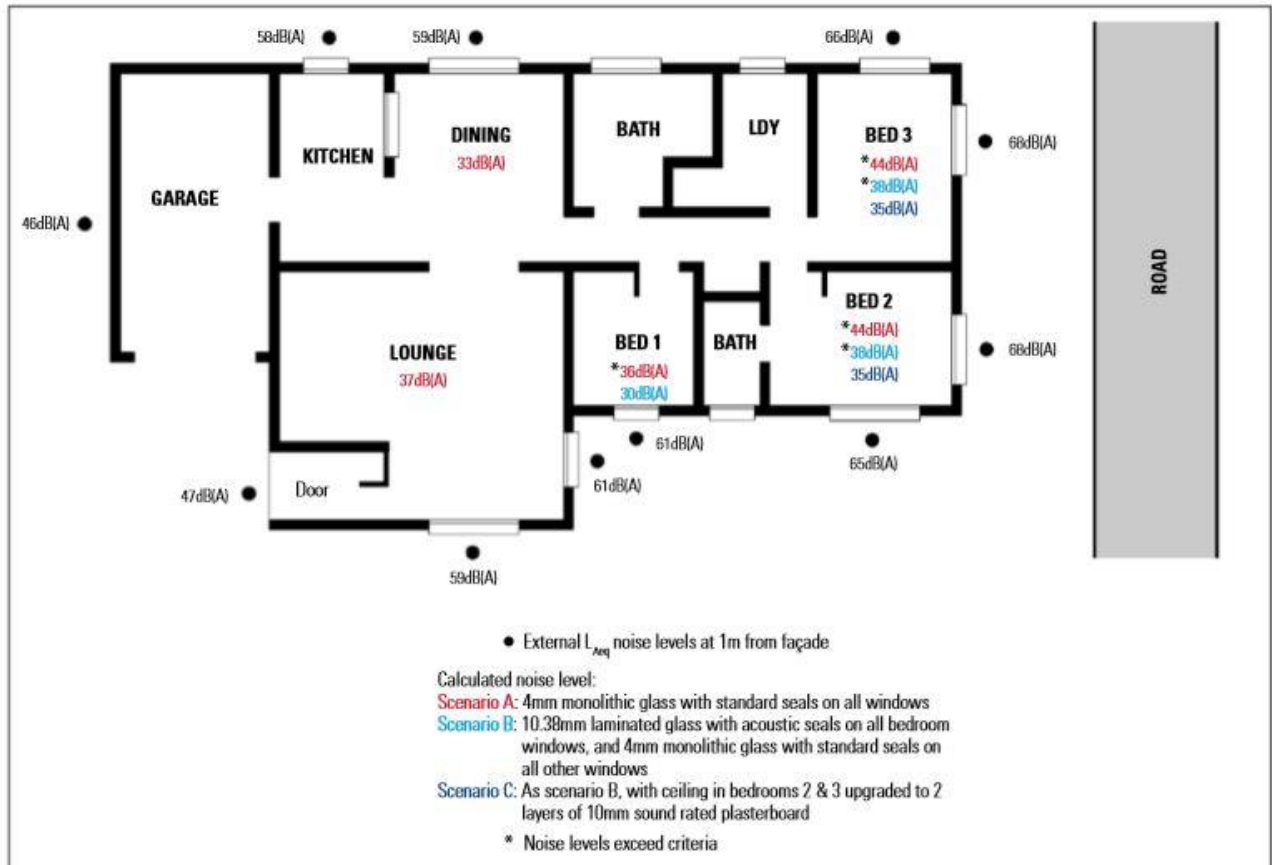 58dB(A)
59dB(A)
66dB(A)
GARAGE
KITCHEN
DINING
33dB(A)
BATH
LDY
BED 3
*44dB(A)
*38dB(A)
35dB(A)
68dB(A)
46dB(A)
ROAD
LOUNGE
37dB(A)
BED 1
*36dB(A)
30dB(A)
BATH
BED 2
*44dB(A)
*38dB(A)
35dB(A)
68dB(A)
61dB(A)
65dB(A)
61dB(A)
47dB(A)
Door
59dB(A)
● External LAeq noise levels at 1m from façade
Calculated noise level:
Scenario A: 4mm monolithic glass with standard seals on all windows
Scenario B: 10.38mm laminated glass with acoustic seals on all bedroom
windows, and 4mm monolithic glass with standard seals on
all other windows
Scenario C: As scenario B, with ceiling in bedrooms 2 & 3 upgraded to 2
layers of 10mm sound rated plasterboard
* Noise levels exceed criteria